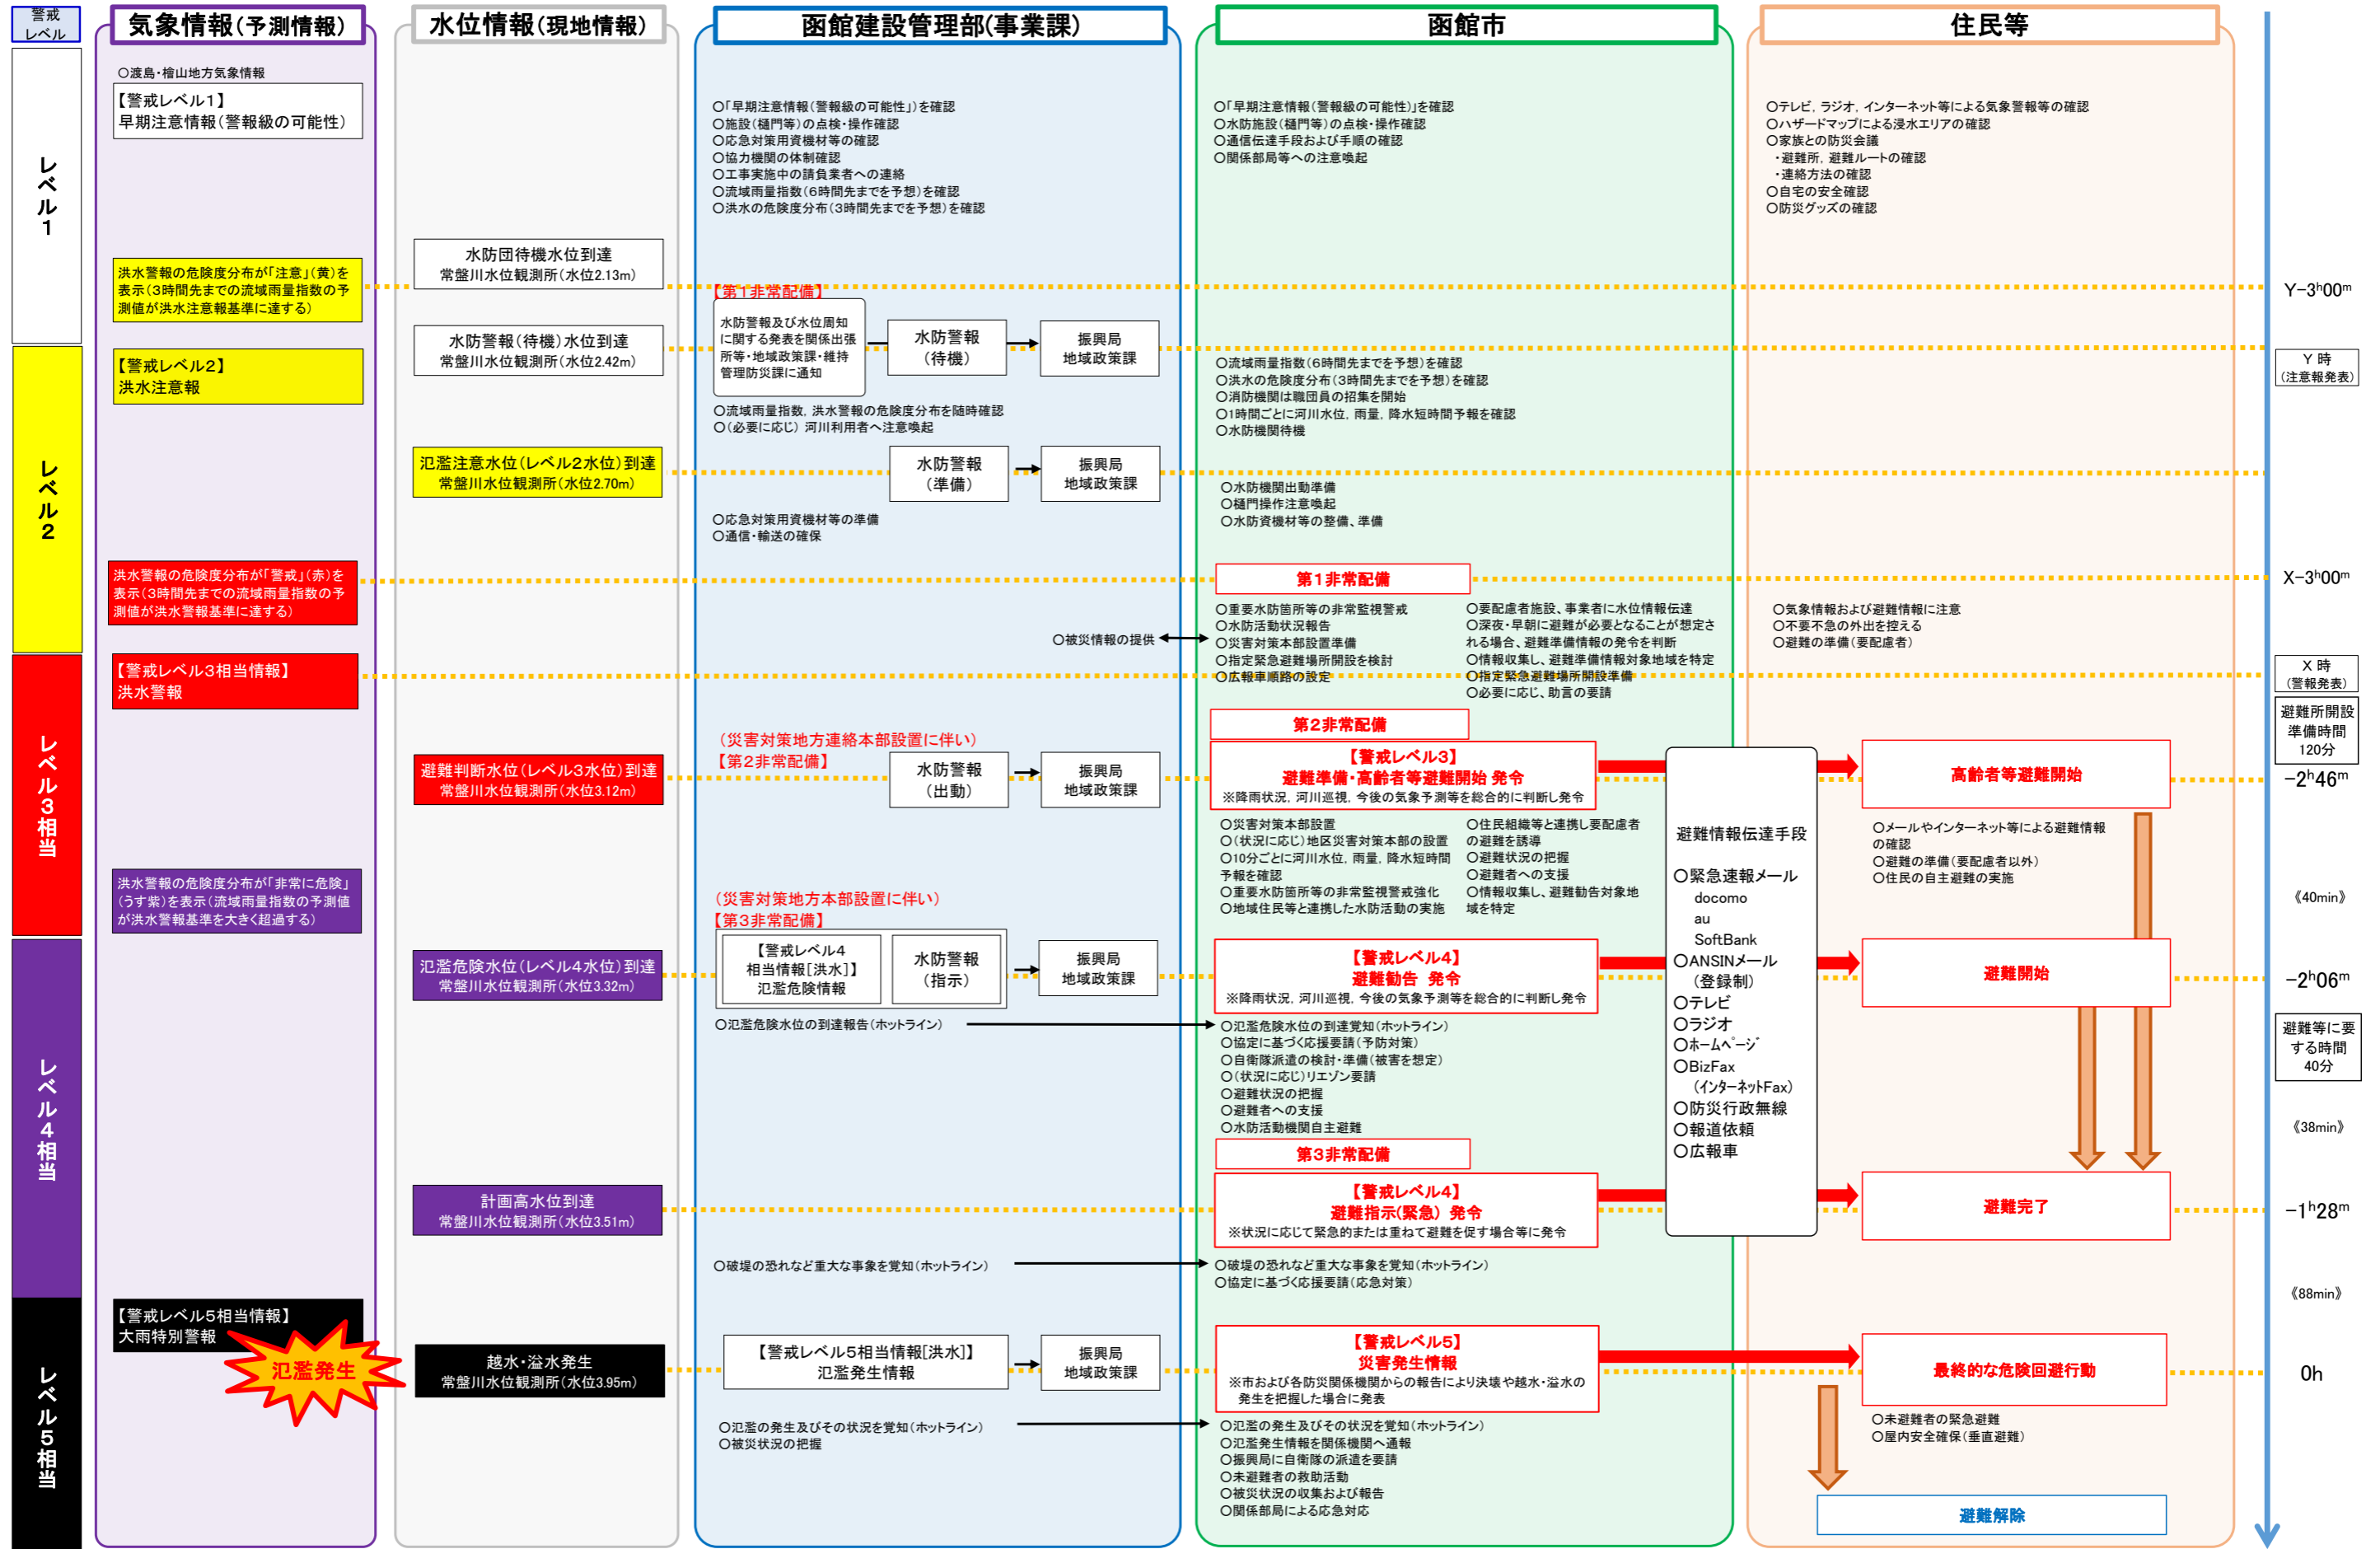 警戒
レベル
気象情報(予測情報)
水位情報(現地情報)
函館建設管理部(事業課)
函館市
住民等
レベル1
レベル2
レベル3相当
レベル4相当
レベル5相当
○渡島・檜山地方気象情報
【警戒レベル1】
早期注意情報(警報級の可能性)
洪水警報の危険度分布が「注意」(黄)を
表示(3時間先までの流域雨量指数の予
測値が洪水注意報基準に達する)
【警戒レベル2】
洪水注意報
洪水警報の危険度分布が「警戒」(赤)を
表示(3時間先までの流域雨量指数の予
測値が洪水警報基準に達する)
【警戒レベル3相当情報】
洪水警報
洪水警報の危険度分布が「非常に危険」
(うす紫)を表示(流域雨量指数の予測値
が洪水警報基準を大きく超過する)
【警戒レベル5相当情報】
大雨特別警報
氾濫発生
水防団待機水位到達
常盤川水位観測所(水位2.13m)
水防警報(待機)水位到達
常盤川水位観測所(水位2.42m)
氾濫注意水位(レベル2水位)到達
常盤川水位観測所(水位2.70m)
避難判断水位(レベル3水位)到達
常盤川水位観測所(水位3.12m)
氾濫危険水位(レベル4水位)到達
常盤川水位観測所(水位3.32m)
計画高水位到達
常盤川水位観測所(水位3.51m)
越水・溢水発生
常盤川水位観測所(水位3.95m)
○「早期注意情報(警報級の可能性」)を確認
○施設(樋門等)の点検・操作確認
○応急対策用資機材等の確認
○協力機関の体制確認
○工事実施中の請負業者への連絡
○流域雨量指数(6時間先までを予想)を確認
○洪水の危険度分布(3時間先までを予想)を確認
【第1非常配備】
水防警報及び水位周知
に関する発表を関係出張
所等・地域政策課・維持
管理防災課に通知
水防警報
(待機)
振興局
地域政策課
○流域雨量指数,洪水警報の危険度分布を随時確認
○(必要に応じ) 河川利用者へ注意喚起
水防警報
(準備)
振興局
地域政策課
○応急対策用資機材等の準備
○通信・輸送の確保
○被災情報の提供
(災害対策地方連絡本部設置に伴い)
【第2非常配備】
水防警報
(出動)
振興局
地域政策課
(災害対策地方本部設置に伴い)
【第3非常配備】
【警戒レベル4
相当情報[洪水]】
氾濫危険情報
水防警報
(指示)
振興局
地域政策課
○氾濫危険水位の到達報告(ホットライン)
○破堤の恐れなど重大な事象を覚知(ホットライン)
【警戒レベル5相当情報[洪水]】
氾濫発生情報
振興局
地域政策課
○氾濫の発生及びその状況を覚知(ホットライン)
○被災状況の把握
○「早期注意情報(警報級の可能性)」を確認
○水防施設(樋門等)の点検・操作確認
○通信伝達手段および手順の確認
○関係部局等への注意喚起
○流域雨量指数(6時間先までを予想)を確認
○洪水の危険度分布(3時間先までを予想)を確認
○消防機関は職団員の招集を開始
○1時間ごとに河川水位,雨量,降水短時間予報を確認
○水防機関待機
○水防機関出動準備
○樋門操作注意喚起
○水防資機材等の整備、準備
第1非常配備
○重要水防箇所等の非常監視警戒
○水防活動状況報告
○災害対策本部設置準備
○指定緊急避難場所開設を検討
○広報車順路の設定
○要配慮者施設、事業者に水位情報伝達
○深夜・早朝に避難が必要となることが想定さ
れる場合、避難準備情報の発令を判断
○情報収集し、避難準備情報対象地域を特定
○指定緊急避難場所開設準備
○必要に応じ、助言の要請
第2非常配備
【警戒レベル3】
避難準備・高齢者等避難開始 発令
※降雨状況,河川巡視,今後の気象予測等を総合的に判断し発令
○災害対策本部設置
○(状況に応じ)地区災害対策本部の設置
○10分ごとに河川水位,雨量,降水短時間
予報を確認
○重要水防箇所等の非常監視警戒強化
○地域住民等と連携した水防活動の実施
○住民組織等と連携し要配慮者
の避難を誘導
○避難状況の把握
○避難者への支援
○情報収集し、避難勧告対象地
域を特定
【警戒レベル4】
避難勧告 発令
※降雨状況,河川巡視,今後の気象予測等を総合的に判断し発令
○氾濫危険水位の到達覚知(ホットライン)
○協定に基づく応援要請(予防対策)
○自衛隊派遣の検討・準備(被害を想定)
○(状況に応じ)リエゾン要請
○避難状況の把握
○避難者への支援
○水防活動機関自主避難
第3非常配備
【警戒レベル4】
避難指示(緊急) 発令
※状況に応じて緊急的または重ねて避難を促す場合等に発令
○破堤の恐れなど重大な事象を覚知(ホットライン)
○協定に基づく応援要請(応急対策)
【警戒レベル5】
災害発生情報
※市および各防災関係機関からの報告により決壊や越水・溢水の
発生を把握した場合に発表
○氾濫の発生及びその状況を覚知(ホットライン)
○氾濫発生情報を関係機関へ通報
○振興局に自衛隊の派遣を要請
○未避難者の救助活動
○被災状況の収集および報告
○関係部局による応急対応
避難情報伝達手段
○緊急速報メール
docomo
au
SoftBank
○ANSINメール
(登録制)
○テレビ
○ラジオ
○ホームページ
○BizFax
(インターネットFax)
○防災行政無線
○報道依頼
○広報車
○テレビ,ラジオ,インターネット等による気象警報等の確認
○ハザードマップによる浸水エリアの確認
○家族との防災会議
・避難所,避難ルートの確認
・連絡方法の確認
○自宅の安全確認
○防災グッズの確認
○気象情報および避難情報に注意
○不要不急の外出を控える
○避難の準備(要配慮者)
高齢者等避難開始
○メールやインターネット等による避難情報
の確認
○避難の準備(要配慮者以外)
○住民の自主避難の実施
避難開始
避難完了
最終的な危険回避行動
○未避難者の緊急避難
○屋内安全確保(垂直避難)
避難解除
Y-3h00m
Y 時
(注意報発表)
X-3h00m
X 時
(警報発表)
避難所開設
準備時間
120分
-2h46m
《40min》
-2h06m
避難等に要
する時間
40分
《38min》
-1h28m
《88min》
0h